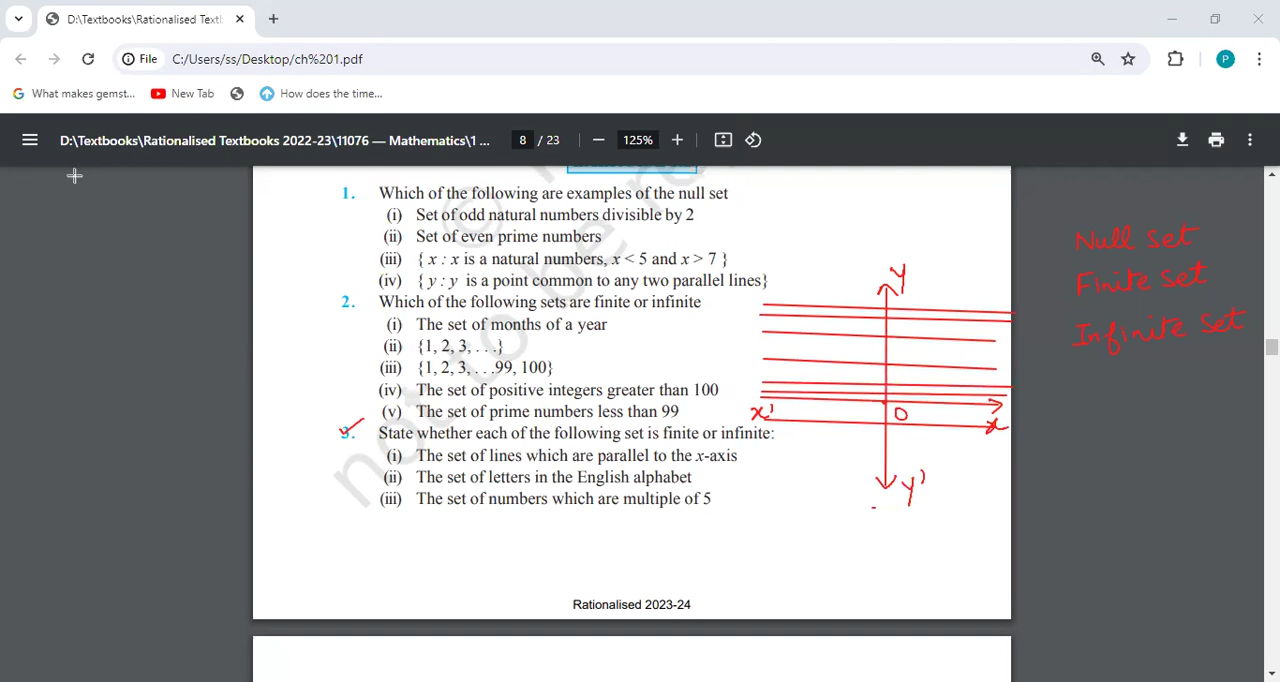 D:\Textbooks\Rationalised Textl
File C:/Users/ss/Desktop/ch%201.pdf
P
What makes gemst... New Tab How does the time...
D:\Textbooks\Rationalised Textbooks 2022-23\11076 — Mathematics\1 ... 8 / 23 125%
1. Which of the following are examples of the null set
(i) Set of odd natural numbers divisible by 2
(ii) Set of even prime numbers
(iii) { x : x is a natural numbers, x < 5 and x > 7 }
(iv) { y : y is a point common to any two parallel lines}
2. Which of the following sets are finite or infinite
(i) The set of months of a year
(ii) {1, 2, 3, . . .}
(iii) {1, 2, 3, . . .99, 100}
(iv) The set of positive integers greater than 100
(v) The set of prime numbers less than 99
3. State whether each of the following set is finite or infinite:
(i) The set of lines which are parallel to the x-axis
(ii) The set of letters in the English alphabet
(iii) The set of numbers which are multiple of 5
Null set
Finite set
Infinite set
Y
X'
O
X
Y'
© 
not to be re
Rationalised 2023-24